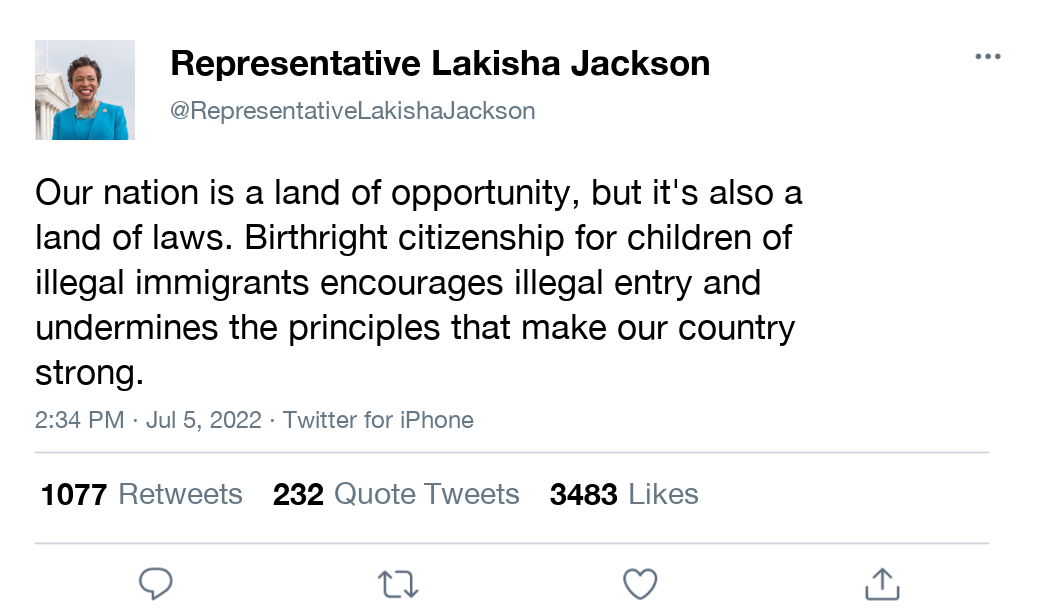 Representative Lakisha Jackson
@RepresentativeLakishaJackson
Our nation is a land of opportunity, but it's also a
land of laws. Birthright citizenship for children of
illegal immigrants encourages illegal entry and
undermines the principles that make our country
strong.
2:34 PM · Jul 5, 2022 · Twitter for iPhone
1077 Retweets 232 Quote Tweets 3483 Likes